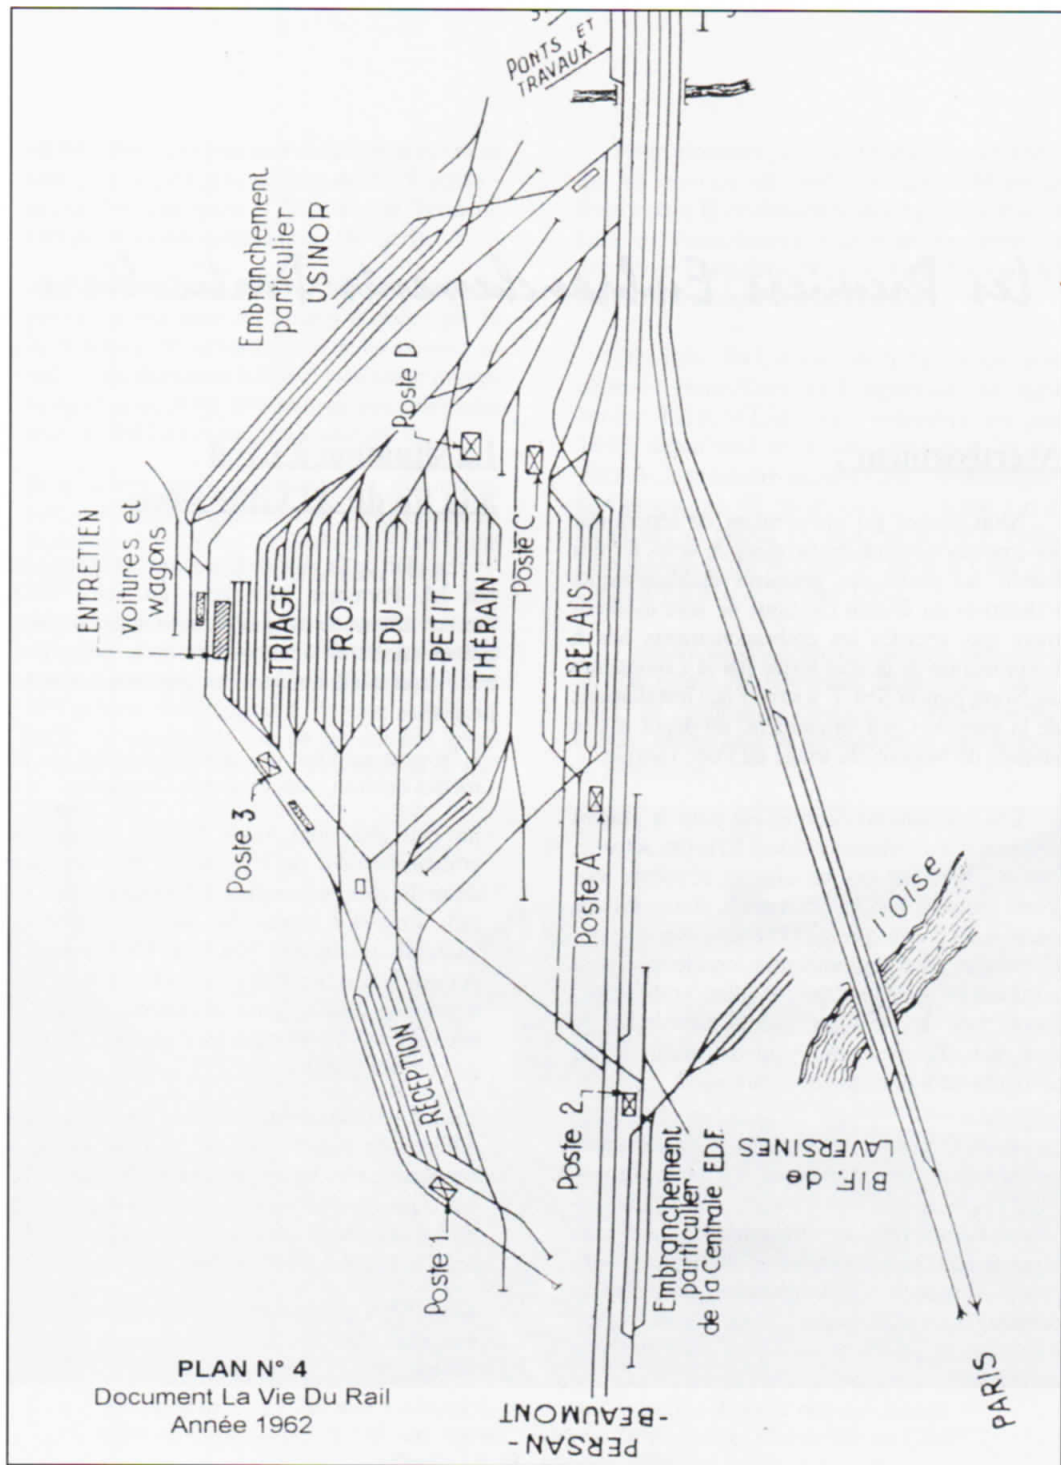 PONTS ET
TRAVAUX
Embranchement
particulier
USINOR
ENTRETIEN
voitures et
wagons
Poste D
TRIAGE
R.O.
DU
PETIT
THÉRAIN
Poste C
RELAIS
Poste 3
Poste A
l'Oise
RÉCEPTION
Poste 1
Poste 2
Embranchement
particulier
de la Centrale E.D.F.
BIF. de
LAVERSINES
PERSAN-
-BEAUMONT
PARIS
PLAN N° 4
Document La Vie Du Rail
Année 1962